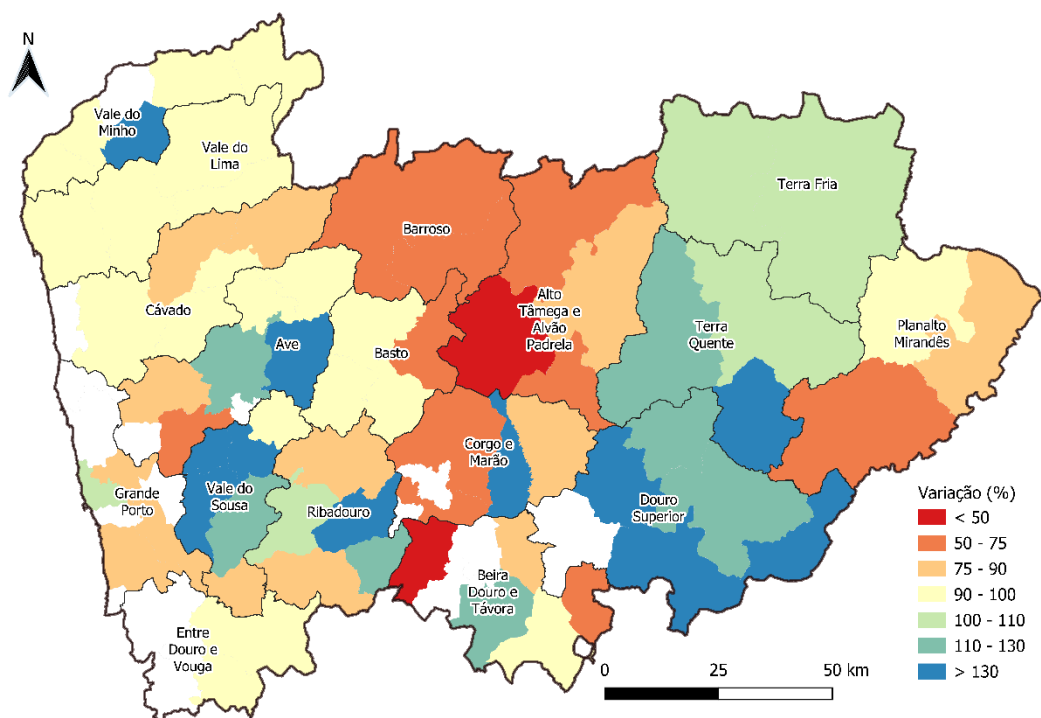 N
Vale do
Minho
Vale do
Lima
Terra Fria
Barroso
Cávado
Ave
Basto
Alto
Tâmega e
Alvão
Padrela
Terra
Quente
Planalto
Mirandês
Corgo e
Marão
Grande
Porto
Vale do
Sousa
Ribadouro
Douro
Superior
Beira
Douro e
Távora
Entre
Douro e
Vouga
Variação (%)
< 50
50 - 75
75 - 90
90 - 100
100 - 110
110 - 130
> 130
0 25 50 km